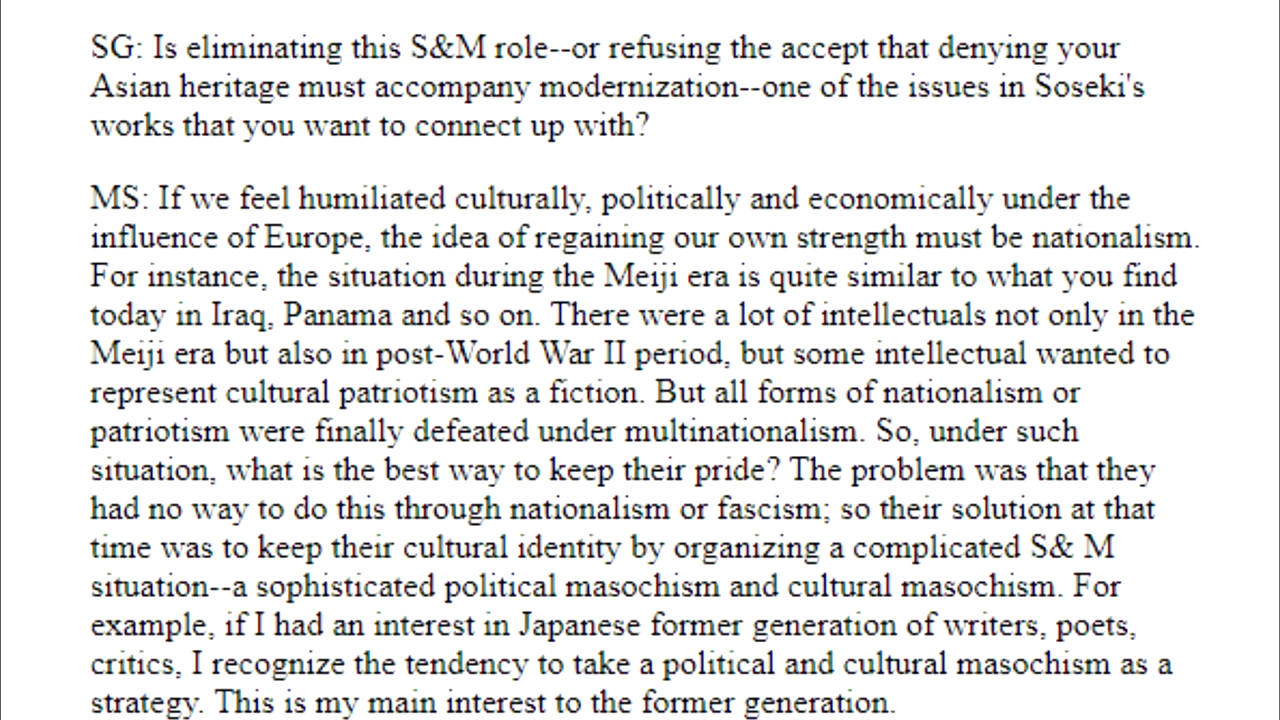 SG: Is eliminating this S&M role--or refusing the accept that denying your
Asian heritage must accompany modernization--one of the issues in Soseki's
works that you want to connect up with?
MS: If we feel humiliated culturally, politically and economically under the
influence of Europe, the idea of regaining our own strength must be nationalism.
For instance, the situation during the Meiji era is quite similar to what you find
today in Iraq, Panama and so on. There were a lot of intellectuals not only in the
Meiji era but also in post-World War II period, but some intellectual wanted to
represent cultural patriotism as a fiction. But all forms of nationalism or
patriotism were finally defeated under multinationalism. So, under such
situation, what is the best way to keep their pride? The problem was that they
had no way to do this through nationalism or fascism; so their solution at that
time was to keep their cultural identity by organizing a complicated S& M
situation--a sophisticated political masochism and cultural masochism. For
example, if I had an interest in Japanese former generation of writers, poets,
critics, I recognize the tendency to take a political and cultural masochism as a
strategy. This is my main interest to the former generation.